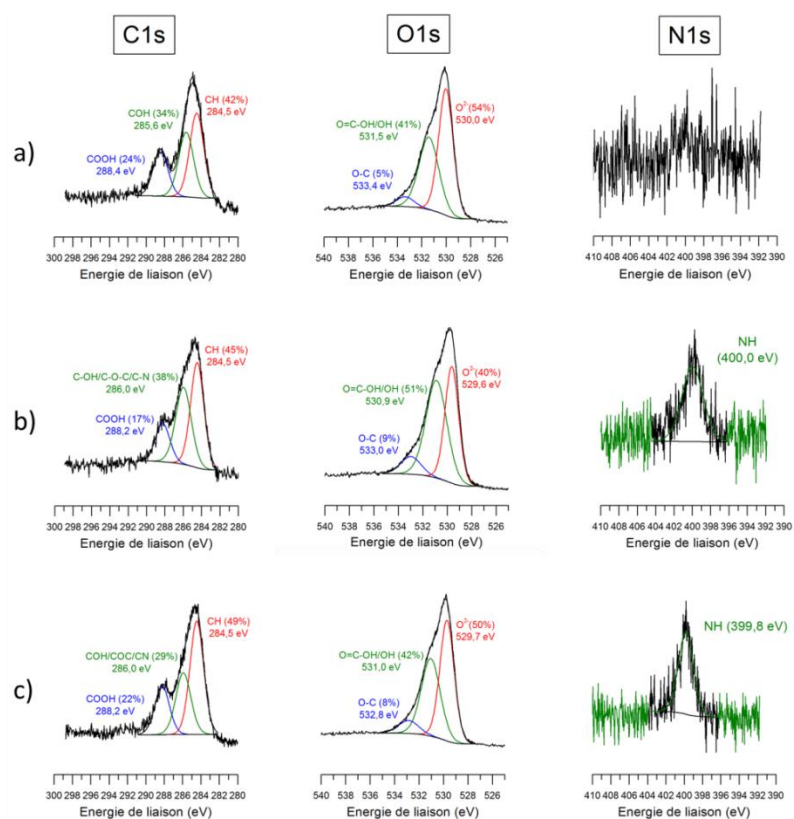 C1s
O1s
N1s
a)
CH (42%)
284,5 eV
COH (34%)
285,6 eV
COOH (24%)
288,4 eV
300 298 296 294 292 290 288 286 284 282 280
Energie de liaison (eV)
O²⁻(54%)
530,0 eV
O=C-OH/OH (41%)
531,5 eV
O-C (5%)
533,4 eV
540 538 536 534 532 530 528 526
Energie de liaison (eV)
410 408 406 404 402 400 398 396 394 392 390
Energie de liaison (eV)
b)
CH (45%)
284,5 eV
C-OH/C-O-C/C-N (38%)
286,0 eV
COOH (17%)
288,2 eV
300 298 296 294 292 290 288 286 284 282 280
Energie de liaison (eV)
O²⁻(40%)
529,6 eV
O=C-OH/OH (51%)
530,9 eV
O-C (9%)
533,0 eV
540 538 536 534 532 530 528 526
Energie de liaison (eV)
NH
(400,0 eV)
410 408 406 404 402 400 398 396 394 392 390
Energie de liaison (eV)
c)
CH (49%)
284,5 eV
COH/COC/CN (29%)
286,0 eV
COOH (22%)
288,2 eV
300 298 296 294 292 290 288 286 284 282 280
Energie de liaison (eV)
O²⁻(50%)
529,7 eV
O=C-OH/OH (42%)
531,0 eV
O-C (8%)
532,8 eV
540 538 536 534 532 530 528 526
Energie de liaison (eV)
NH (399,8 eV)
410 408 406 404 402 400 398 396 394 392 390
Energie de liaison (eV)